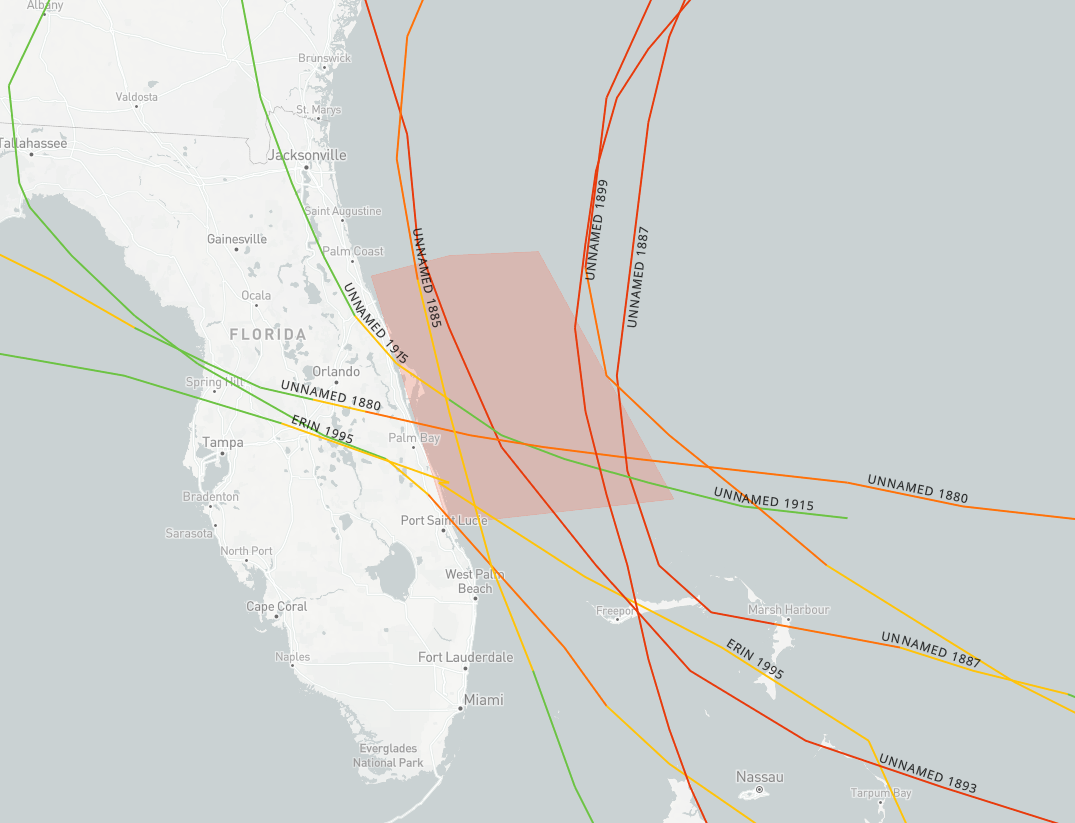 Albany
Brunswick
Valdosta
St. Marys
Tallahassee
Jacksonville
Saint Augustine
Gainesville
Palm Coast
UNNAMED 1899
UNNAMED 1887
UNNAMED 1885
Ocala
UNNAMED 1915
FLORIDA
Orlando
Spring Hill
UNNAMED 1880
ERIN 1995
Tampa
Palm Bay
UNNAMED 1880
UNNAMED 1915
Bradenton
Port Saint Lucie
Sarasota
North Port
West Palm
Beach
Cape Coral
Freeport
Marsh Harbour
UNNAMED 1887
ERIN 1995
Naples
Fort Lauderdale
Miami
Everglades
National Park
UNNAMED 1893
Nassau
Tarpum Bay